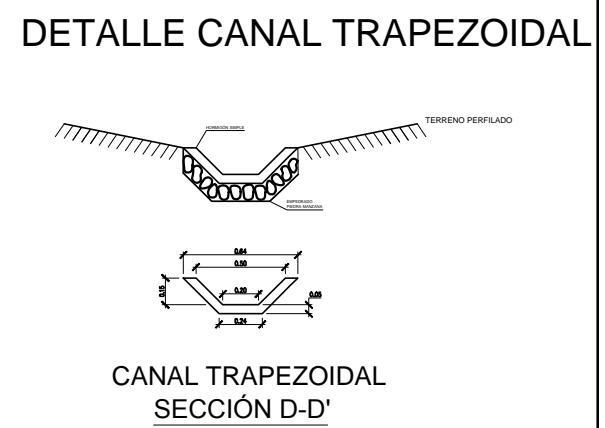 DETALLE CANAL TRAPEZOIDAL
HORMIGÓN SIMPLE
TERRENO PERFILADO
EMPEDRADO
PIEDRA MANZANA
0.64
0.50
0.15
0.20
0.05
0.24
CANAL TRAPEZOIDAL
SECCIÓN D-D'